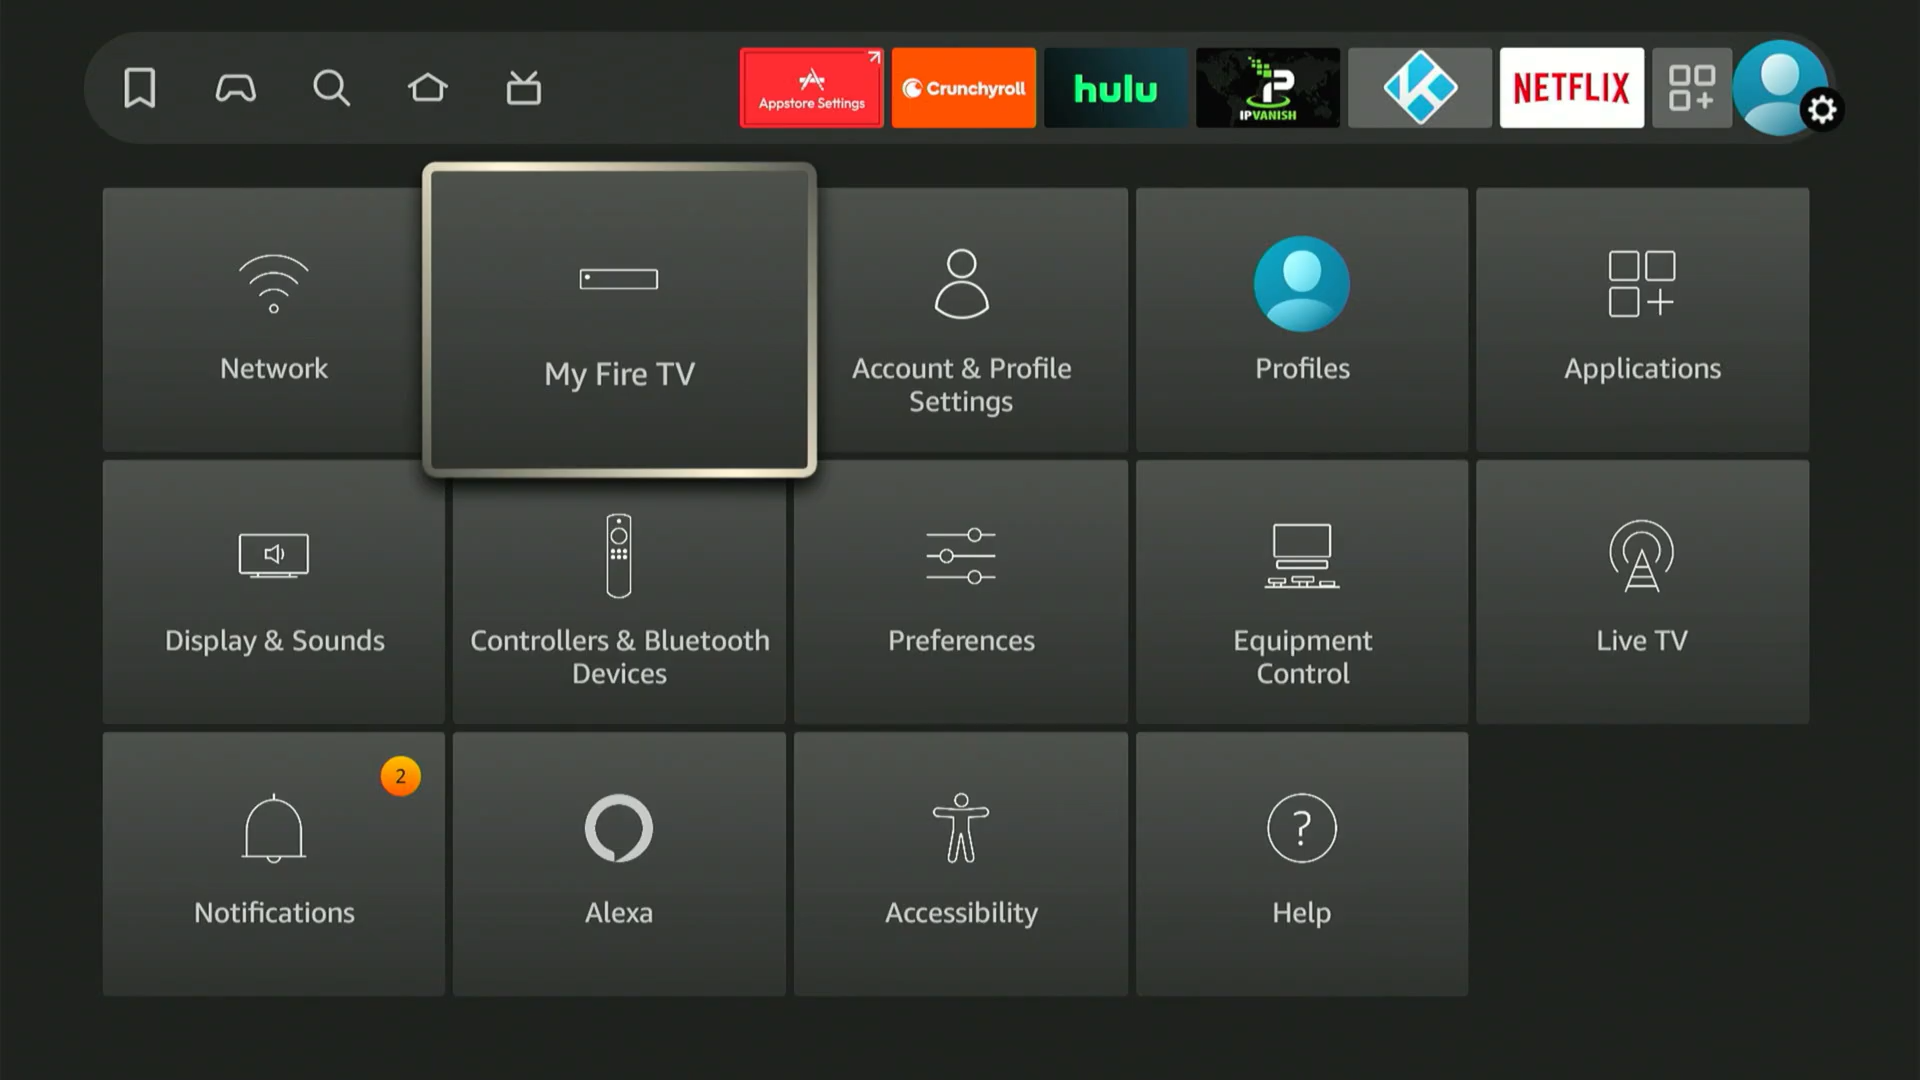 Appstore Settings
Crunchyroll
hulu
IPVANISH
NETFLIX
Network
My Fire TV
Account & Profile
Settings
Profiles
Applications
Display & Sounds
Controllers & Bluetooth
Devices
Preferences
Equipment
Control
Live TV
2
Notifications
Alexa
Accessibility
?
Help